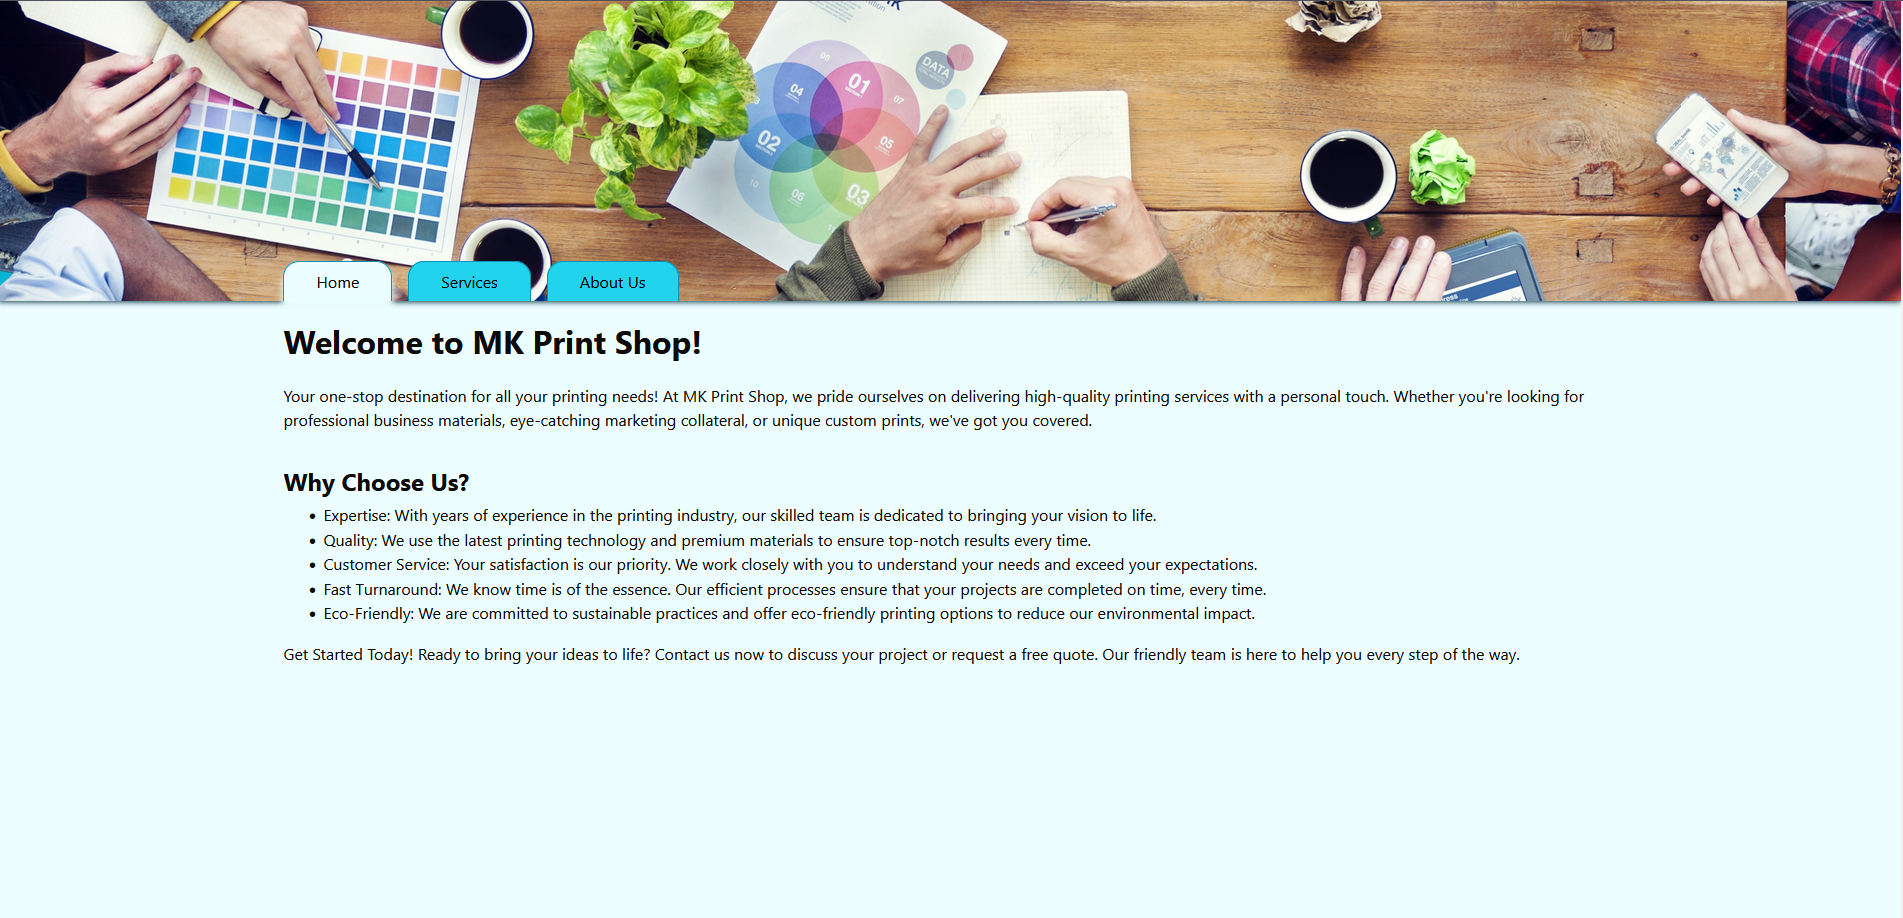 DATA
06
04
01
07
02
05
10
06
03
Home
Services
About Us
Welcome to MK Print Shop!
Your one-stop destination for all your printing needs! At MK Print Shop, we pride ourselves on delivering high-quality printing services with a personal touch. Whether you're looking for
professional business materials, eye-catching marketing collateral, or unique custom prints, we've got you covered.
Why Choose Us?
• Expertise: With years of experience in the printing industry, our skilled team is dedicated to bringing your vision to life.
• Quality: We use the latest printing technology and premium materials to ensure top-notch results every time.
• Customer Service: Your satisfaction is our priority. We work closely with you to understand your needs and exceed your expectations.
• Fast Turnaround: We know time is of the essence. Our efficient processes ensure that your projects are completed on time, every time.
• Eco-Friendly: We are committed to sustainable practices and offer eco-friendly printing options to reduce our environmental impact.
Get Started Today! Ready to bring your ideas to life? Contact us now to discuss your project or request a free quote. Our friendly team is here to help you every step of the way.